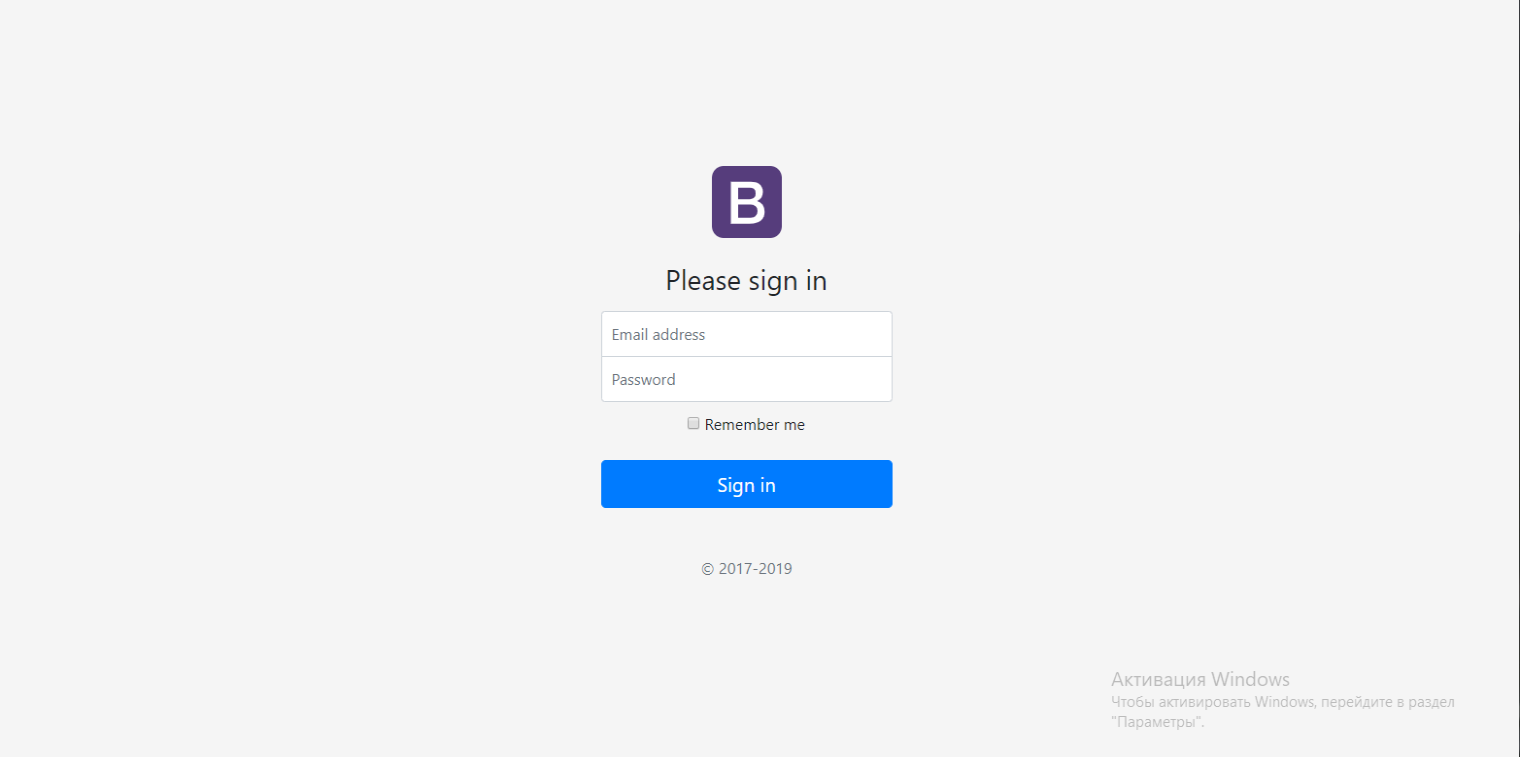 B
Please sign in
Email address
Password
Remember me
Sign in
© 2017-2019
Активация Windows
Чтобы активировать Windows, перейдите в раздел
"Параметры".